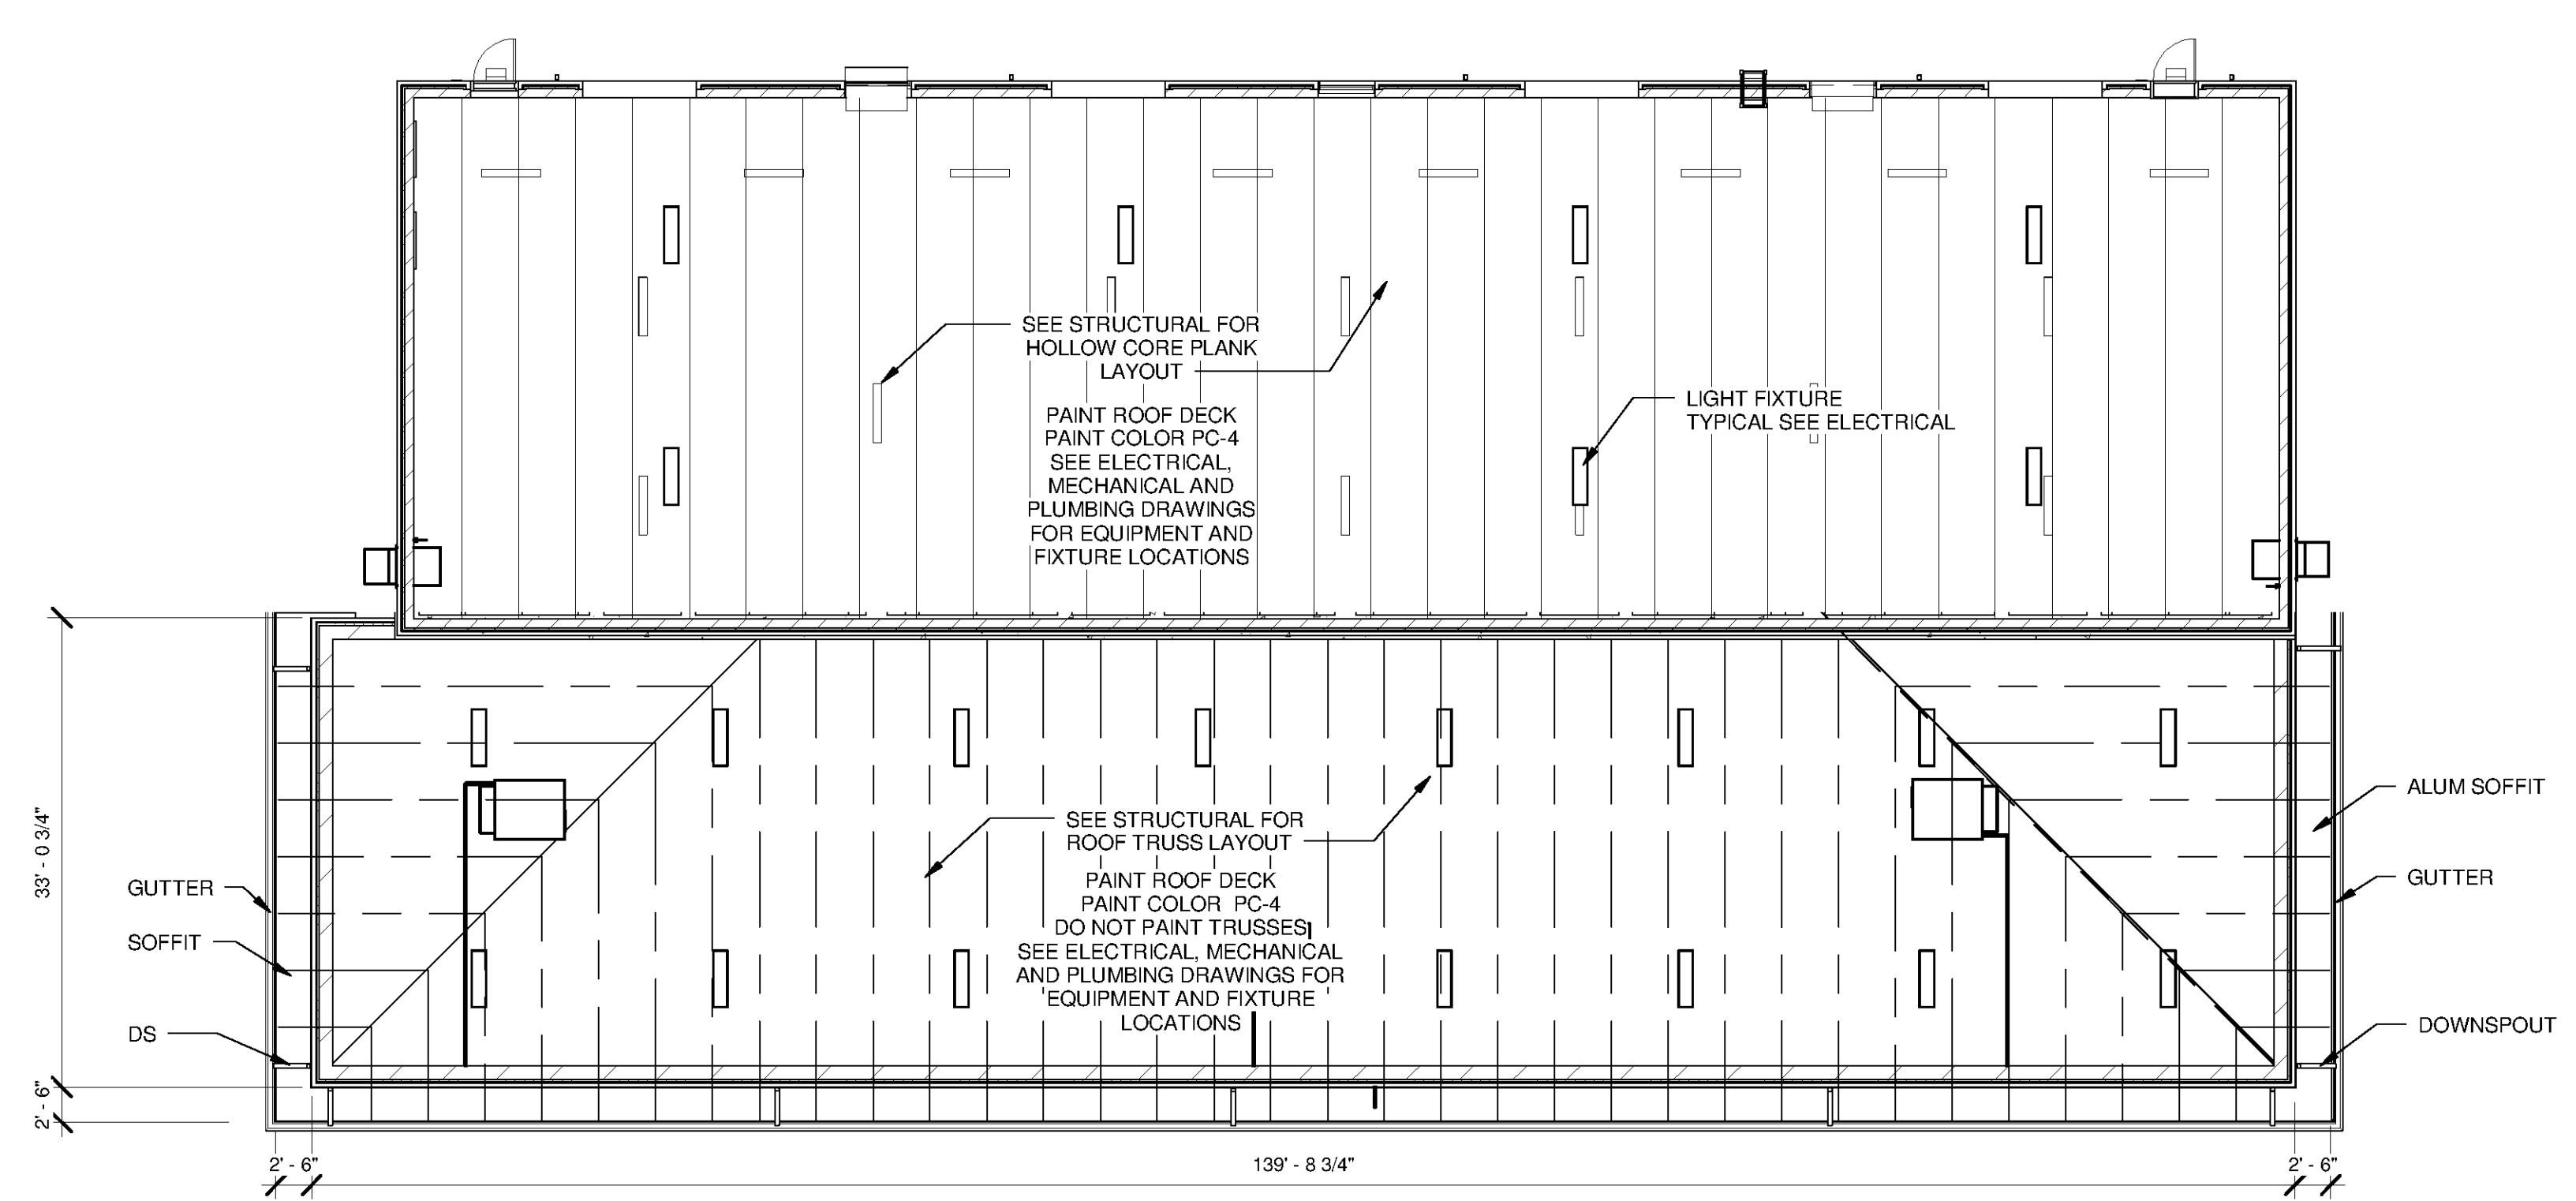 SEE STRUCTURAL FOR
HOLLOW CORE PLANK
LAYOUT
PAINT ROOF DECK
PAINT COLOR PC-4
SEE ELECTRICAL,
MECHANICAL AND
PLUMBING DRAWINGS
FOR EQUIPMENT AND
FIXTURE LOCATIONS
LIGHT FIXTURE
TYPICAL SEE ELECTRICAL
SEE STRUCTURAL FOR
ROOF TRUSS LAYOUT
PAINT ROOF DECK
PAINT COLOR PC-4
DO NOT PAINT TRUSSES
SEE ELECTRICAL, MECHANICAL
AND PLUMBING DRAWINGS FOR
EQUIPMENT AND FIXTURE
LOCATIONS
33' - 0 3/4"
2' - 6"
GUTTER
SOFFIT
DS
ALUM SOFFIT
GUTTER
DOWNSPOUT
2' - 6"
139' - 8 3/4"
2' - 6"